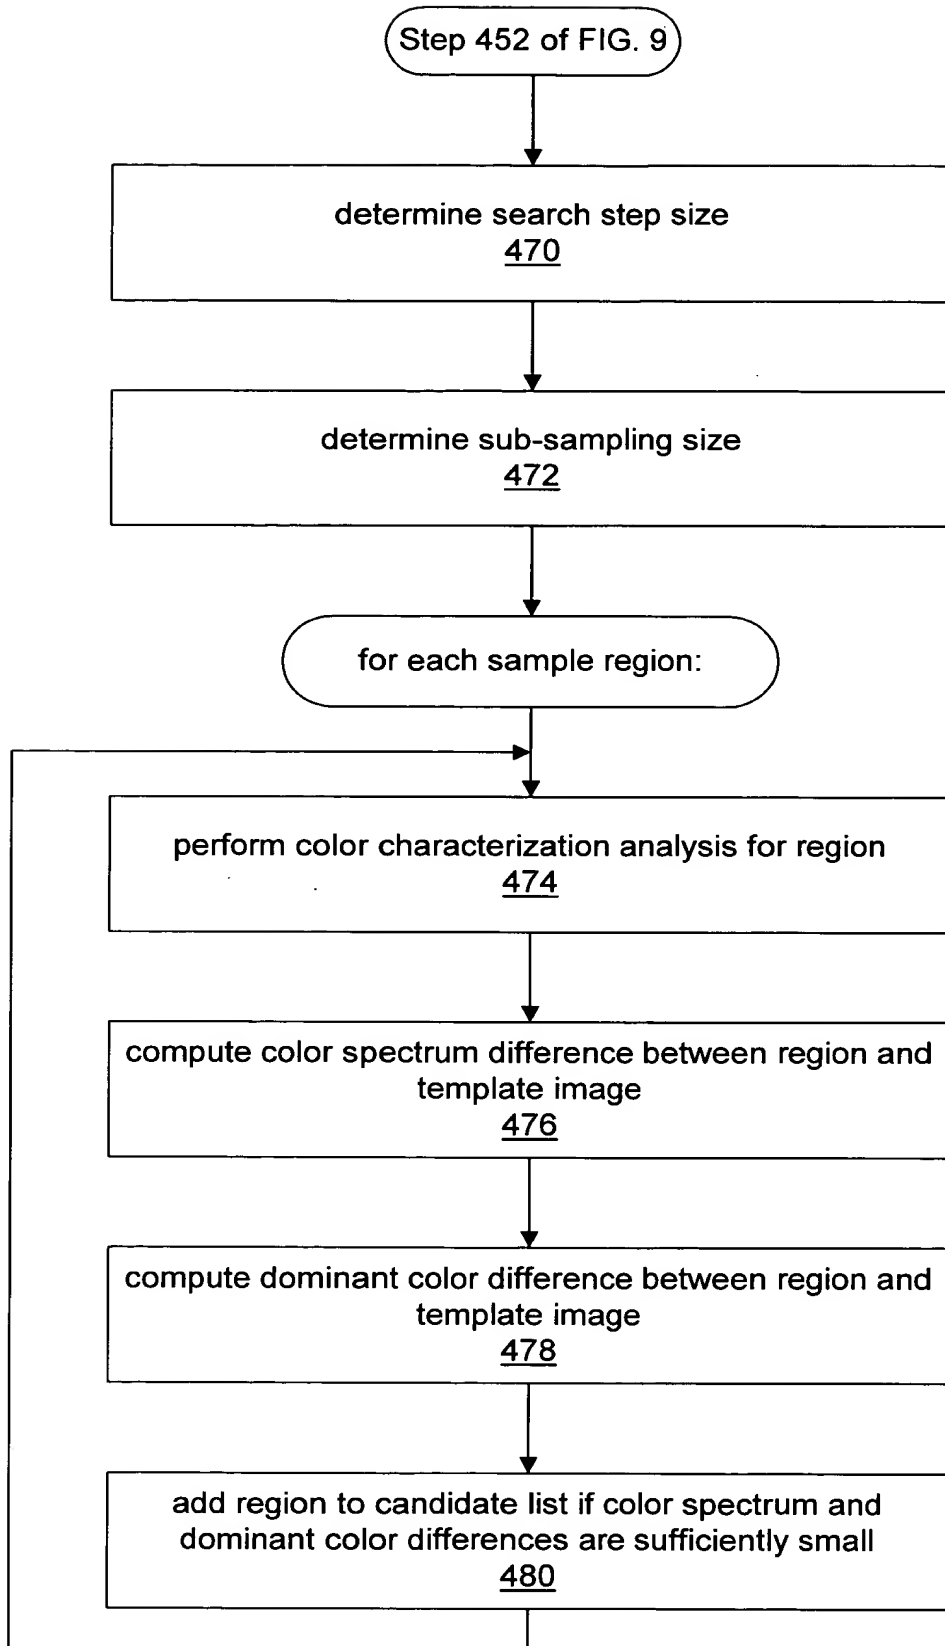 Step 452 of FIG. 9
determine search step size
470
determine sub-sampling size
472
for each sample region:
perform color characterization analysis for region
474
compute color spectrum difference between region and
template image
476
compute dominant color difference between region and
template image
478
add region to candidate list if color spectrum and
dominant color differences are sufficiently small
480